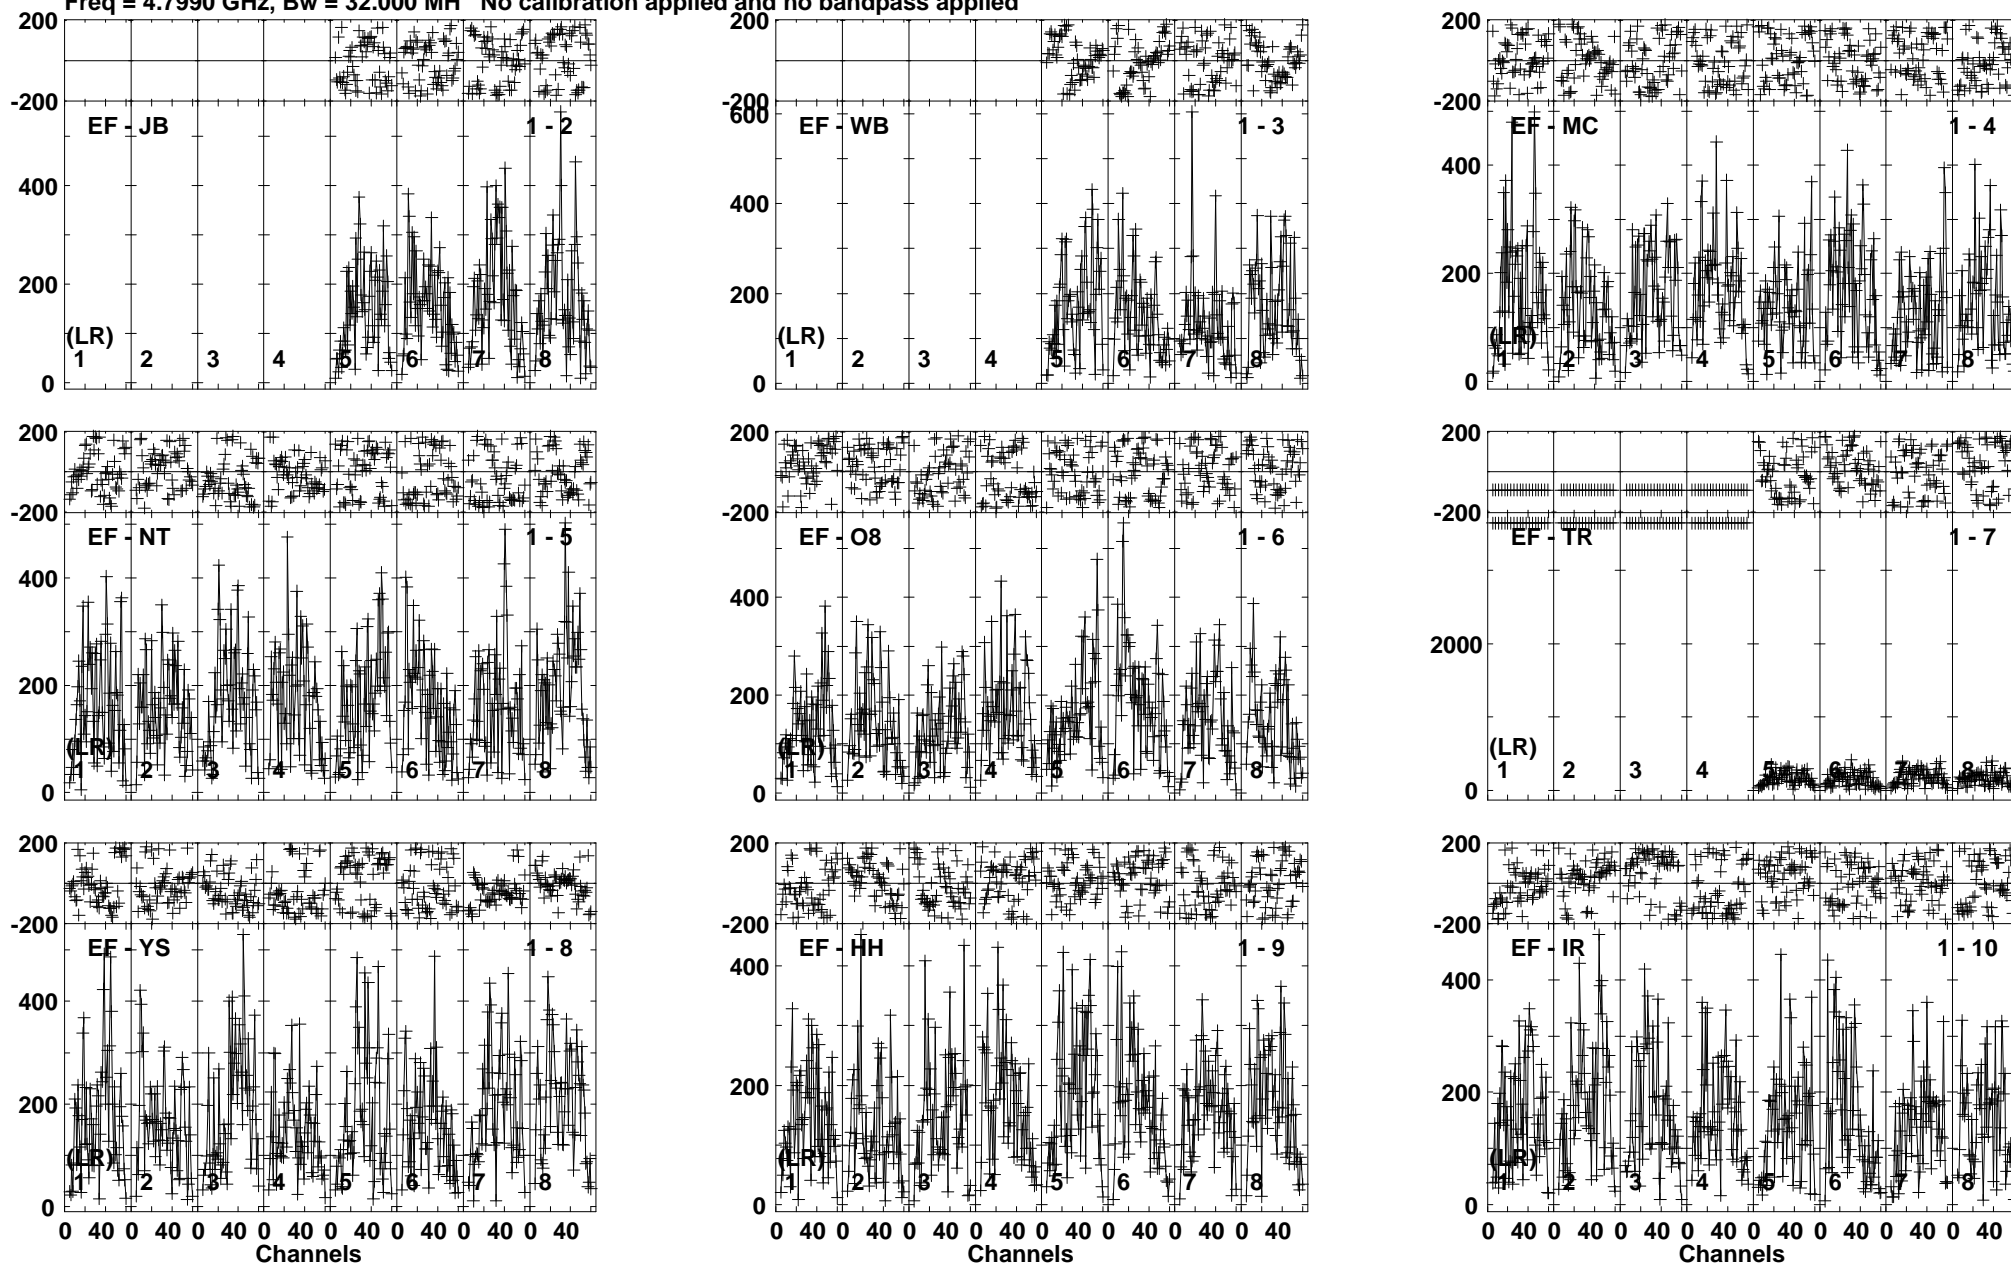 Freq = 4.7990 GHz, Bw = 32.000 MH No calibration applied and no bandpass applied
200
-200
EF - JB
1 - 2
400
200
0
(LR)
1 2 3 4 5 6 7 8
200
-200
600
EF - WB
1 - 3
400
200
0
(LR)
1 2 3 4 5 6 7 8
200
-200
EF - MC
1 - 4
400
200
0
(LR)
1 2 3 4 5 6 7 8
200
-200
EF - NT
1 - 5
400
200
0
(LR)
1 2 3 4 5 6 7 8
200
-200
EF - O8
1 - 6
400
200
0
(LR)
1 2 3 4 5 6 7 8
200
-200
EF - TR
1 - 7
2000
0
(LR)
1 2 3 4 5 6 7 8
200
-200
EF - YS
1 - 8
400
200
0
(LR)
1 2 3 4 5 6 7 8
0 40 0 40 0 40 0 40 0 40 0 40 0 40 0 40
Channels
200
-200
EF - HH
1 - 9
400
200
0
(LR)
1 2 3 4 5 6 7 8
0 40 0 40 0 40 0 40 0 40 0 40 0 40 0 40
Channels
200
-200
EF - IR
1 - 10
400
200
0
(LR)
1 2 3 4 5 6 7 8
0 40 0 40 0 40 0 40 0 40 0 40 0 40 0 40
Channels